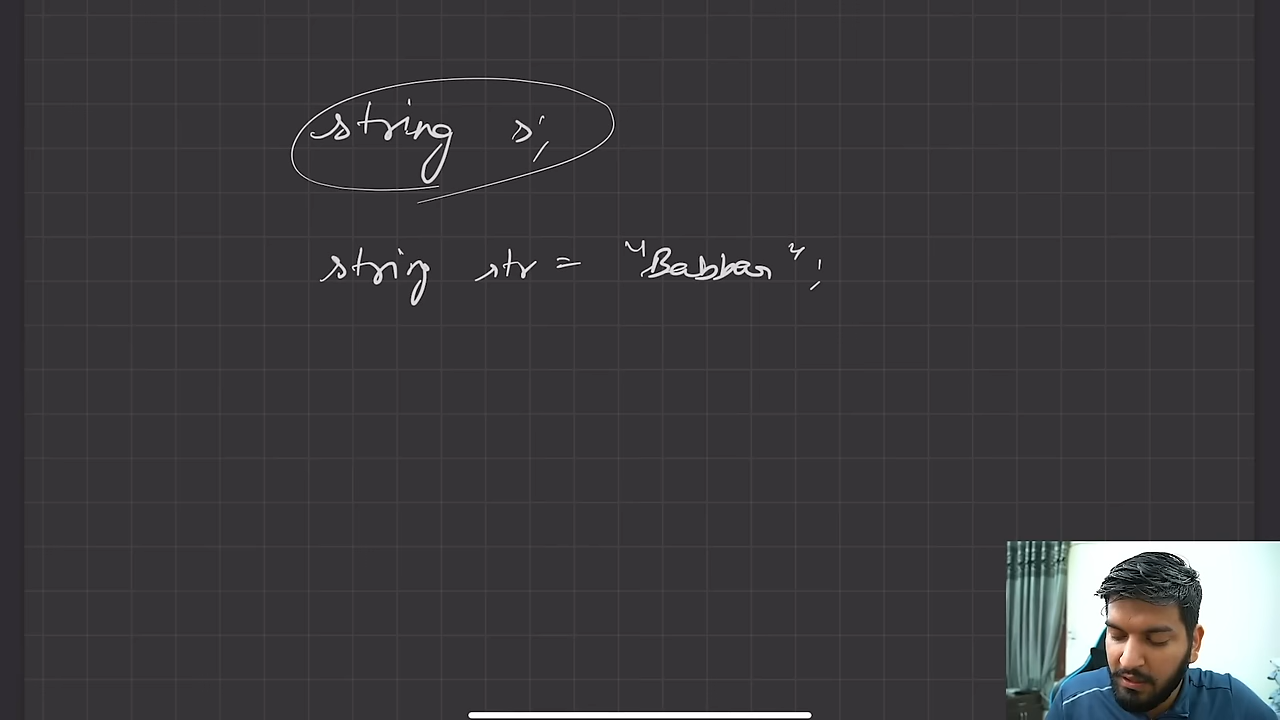 string s;
string str = "Babbar";